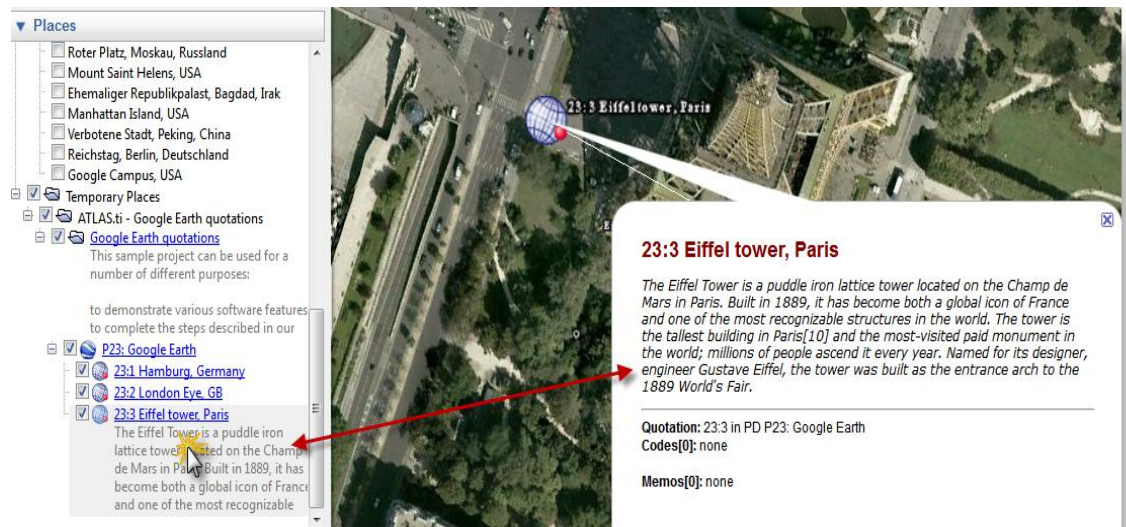 Places
Roter Platz, Moskau, Russland
Mount Saint Helens, USA
Ehemaliger Republikpalast, Bagdad, Irak
Manhattan Island, USA
Verbotene Stadt, Peking, China
Reichstag, Berlin, Deutschland
Google Campus, USA
Temporary Places
ATLAS.ti - Google Earth quotations
Google Earth quotations
This sample project can be used for a
number of different purposes:
to demonstrate various software features
to complete the steps described in our
P23: Google Earth
23:1 Hamburg, Germany
23:2 London Eye, GB
23:3 Eiffel tower, Paris
The Eiffel Tower is a puddle iron
lattice tower located on the Champ
de Mars in Paris. Built in 1889, it has
become both a global icon of France
and one of the most recognizable
23:3 Eiffel tower, Paris
23:3 Eiffel tower, Paris
The Eiffel Tower is a puddle iron lattice tower located on the Champ de
Mars in Paris. Built in 1889, it has become both a global icon of France
and one of the most recognizable structures in the world. The tower is
the tallest building in Paris[10] and the most-visited paid monument in
the world; millions of people ascend it every year. Named for its designer,
engineer Gustave Eiffel, the tower was built as the entrance arch to the
1889 World's Fair.
Quotation: 23:3 in PD P23: Google Earth
Codes[0]: none
Memos[0]: none